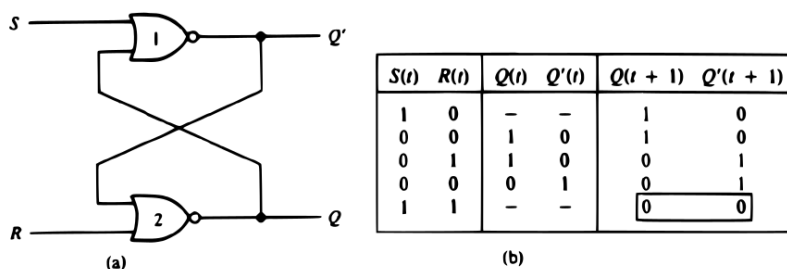 S
1
Q'
2
Q
R
(a)
S(t) R(t) Q(t) Q'(t) Q(t + 1) Q'(t + 1)
1 0 – – 1 0
0 0 1 0 1 0
0 1 1 0 0 1
0 0 0 1 0 1
1 1 – – 0 0
(b)